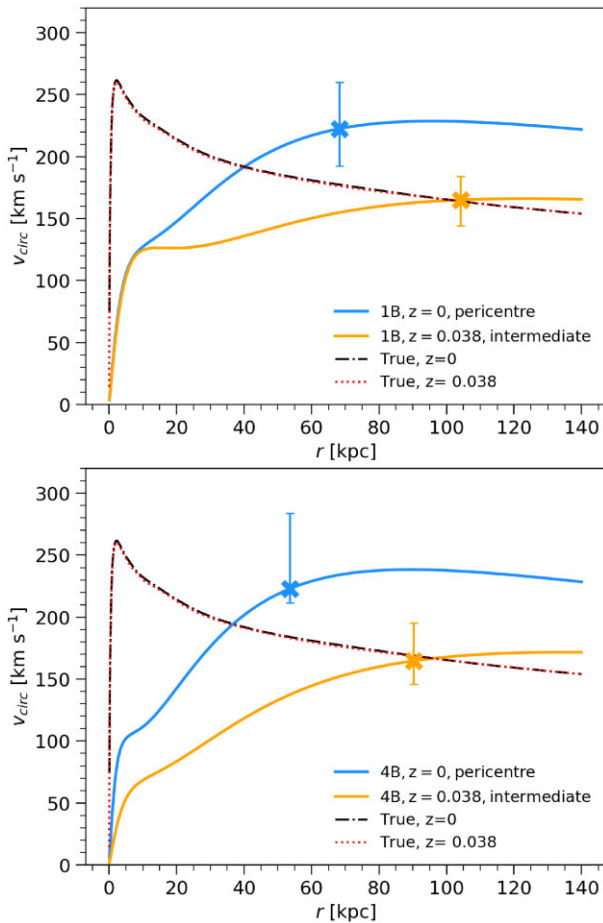 300
250
200
150
100
50
0
v_circ [km s⁻¹]
1B, z = 0, pericentre
1B, z = 0.038, intermediate
True, z=0
True, z= 0.038
0 20 40 60 80 100 120 140
r [kpc]
300
250
200
150
100
50
0
v_circ [km s⁻¹]
4B, z = 0, pericentre
4B, z = 0.038, intermediate
True, z=0
True, z= 0.038
0 20 40 60 80 100 120 140
r [kpc]